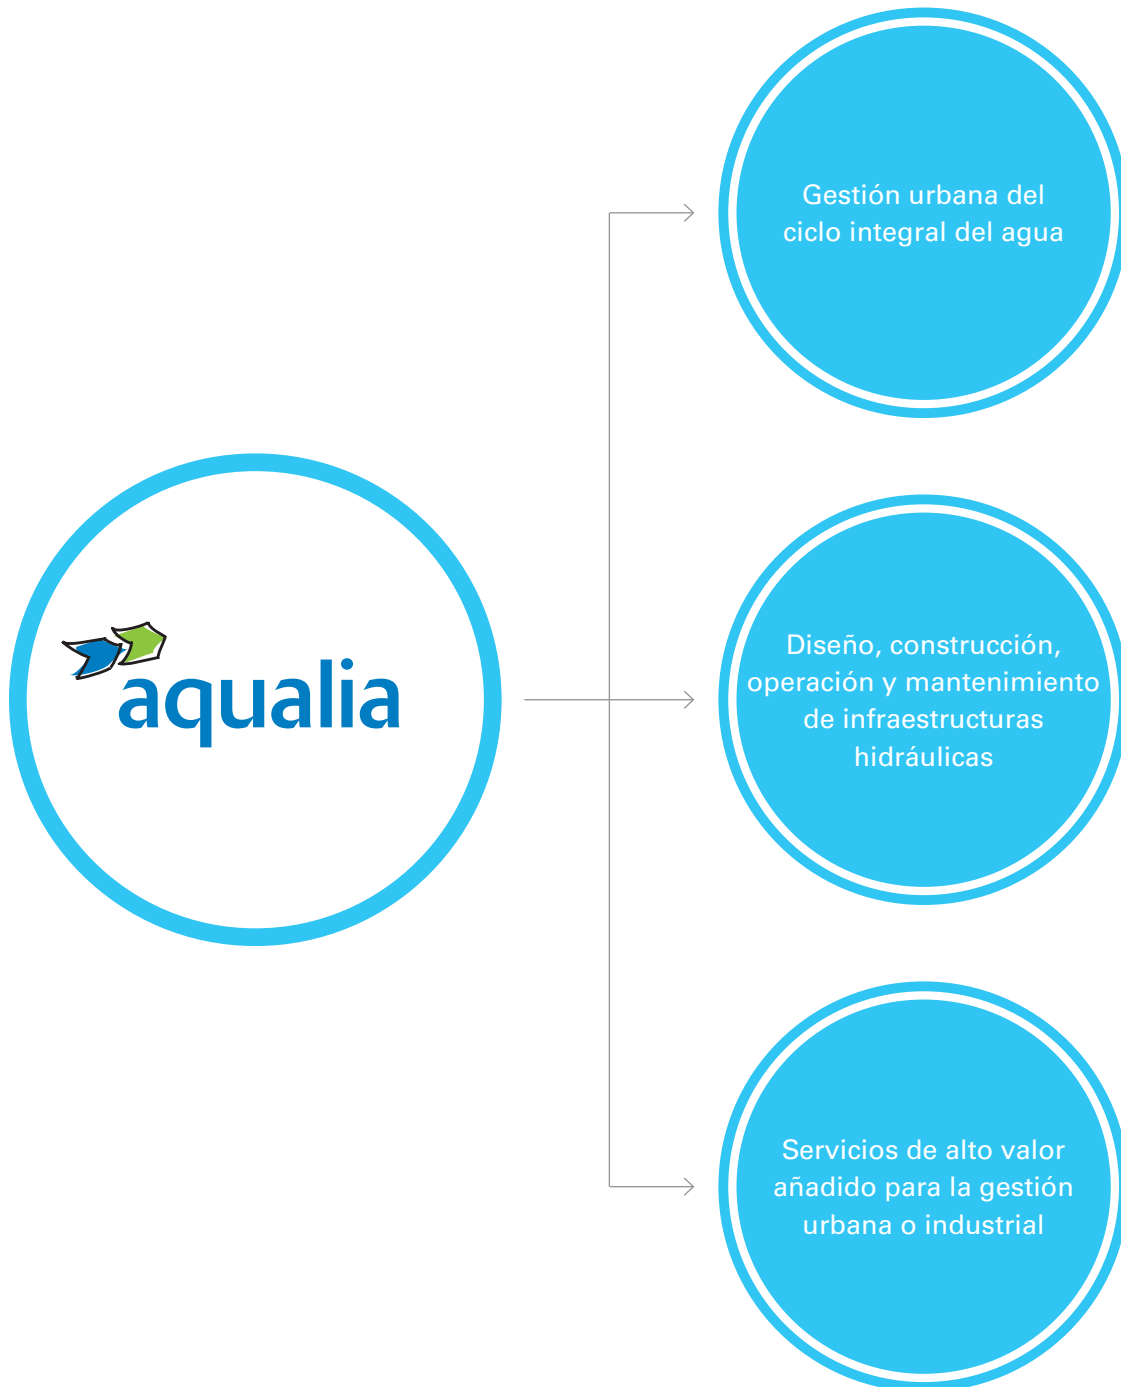 Gestión urbana del
ciclo integral del agua
aqualia
Diseño, construcción,
operación y mantenimiento
de infraestructuras
hidráulicas
Servicios de alto valor
añadido para la gestión
urbana o industrial